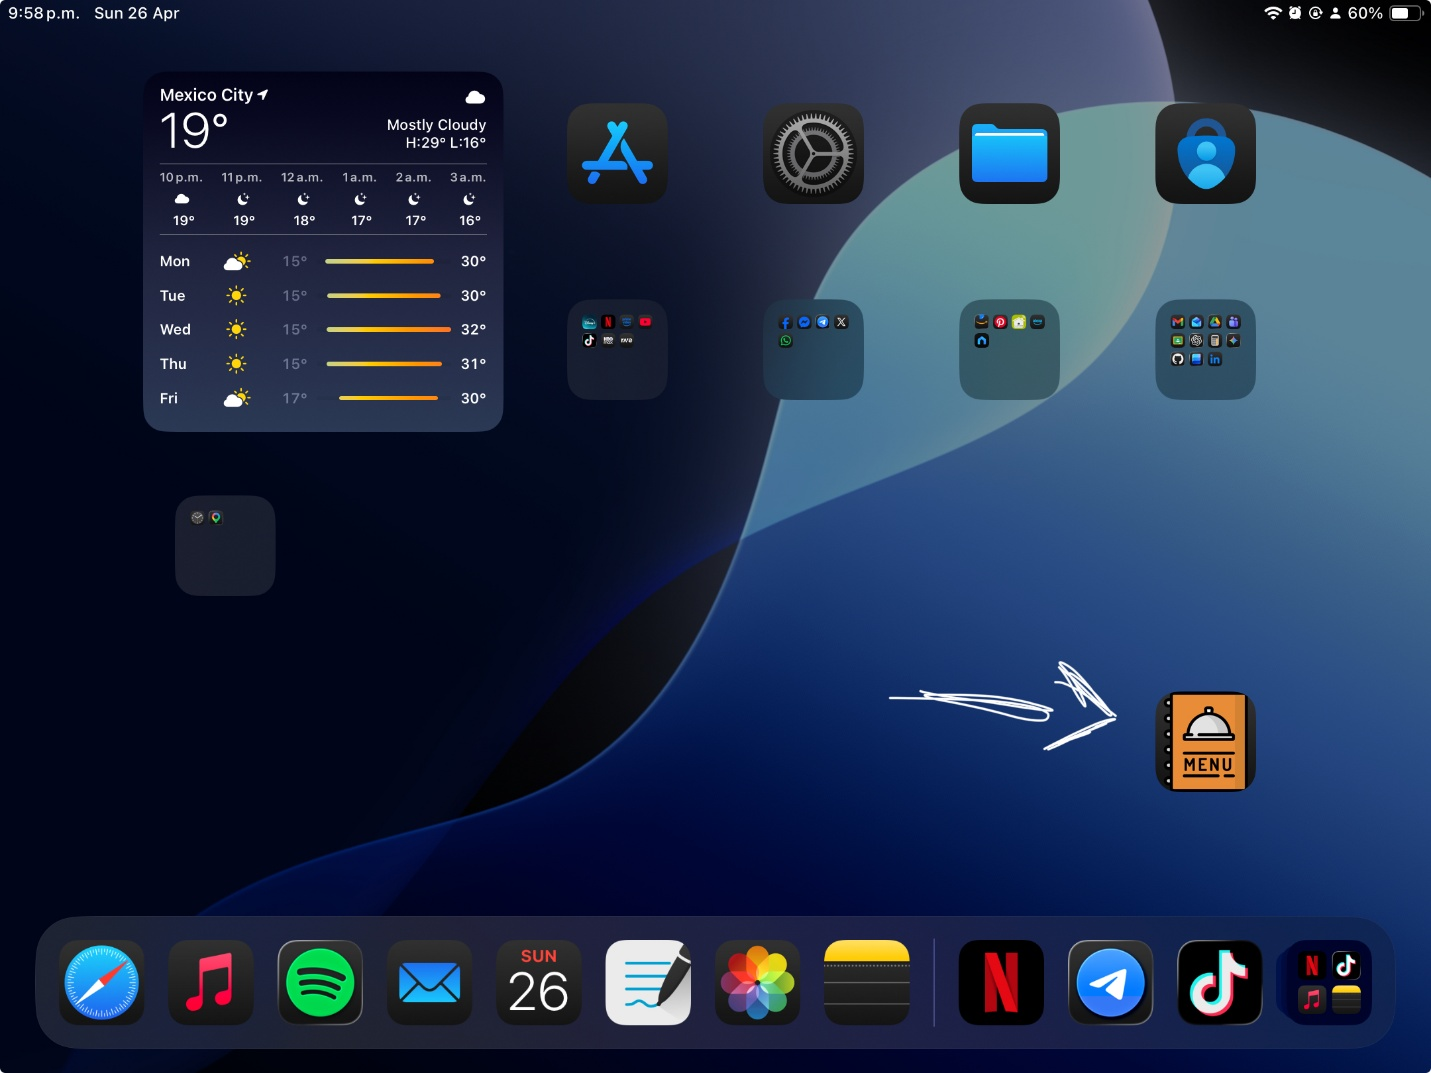 9:58 p.m. Sun 26 Apr
60%
Mexico City
19°
Mostly Cloudy
H:29° L:16°
10 p.m. 11 p.m. 12 a.m. 1 a.m. 2 a.m. 3 a.m.
19° 19° 18° 17° 17° 16°
Mon 15° 30°
Tue 15° 30°
Wed 15° 32°
Thu 15° 31°
Fri 17° 30°
MENU
SUN
26